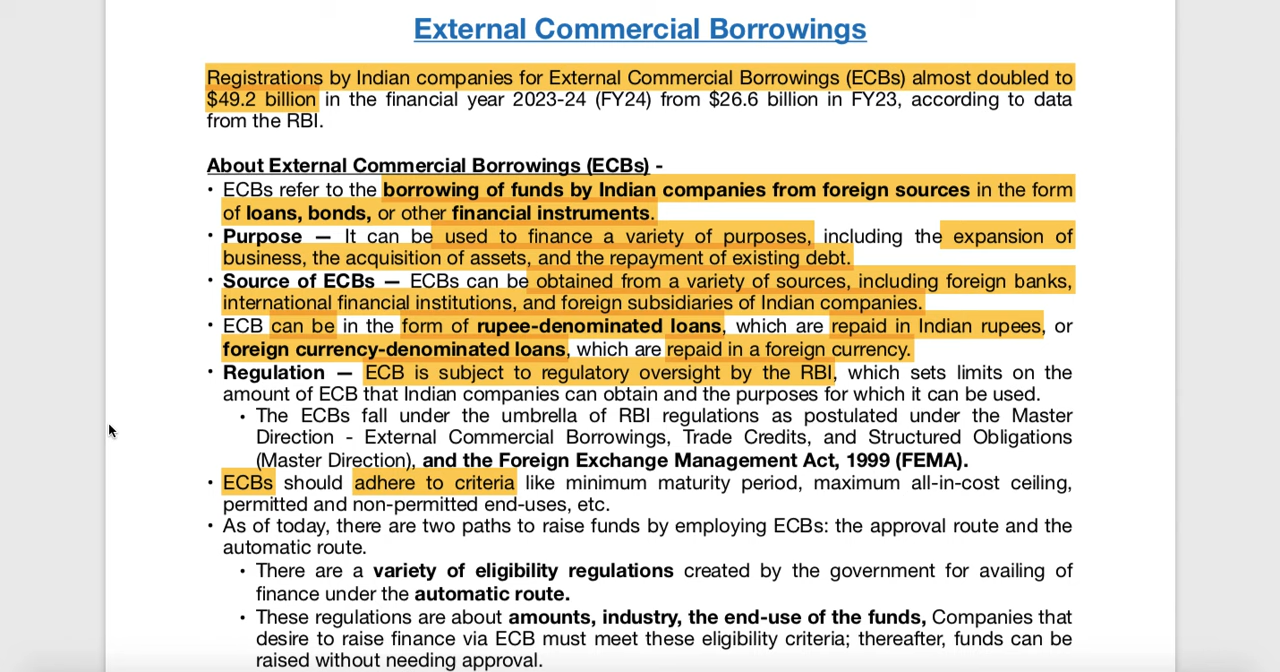 External Commercial Borrowings
Registrations by Indian companies for External Commercial Borrowings (ECBs) almost doubled to
$49.2 billion in the financial year 2023-24 (FY24) from $26.6 billion in FY23, according to data
from the RBI.
About External Commercial Borrowings (ECBs) -
• ECBs refer to the borrowing of funds by Indian companies from foreign sources in the form
of loans, bonds, or other financial instruments.
• Purpose — It can be used to finance a variety of purposes, including the expansion of
business, the acquisition of assets, and the repayment of existing debt.
• Source of ECBs — ECBs can be obtained from a variety of sources, including foreign banks,
international financial institutions, and foreign subsidiaries of Indian companies.
• ECB can be in the form of rupee-denominated loans, which are repaid in Indian rupees, or
foreign currency-denominated loans, which are repaid in a foreign currency.
• Regulation — ECB is subject to regulatory oversight by the RBI, which sets limits on the
amount of ECB that Indian companies can obtain and the purposes for which it can be used.
• The ECBs fall under the umbrella of RBI regulations as postulated under the Master
Direction - External Commercial Borrowings, Trade Credits, and Structured Obligations
(Master Direction), and the Foreign Exchange Management Act, 1999 (FEMA).
• ECBs should adhere to criteria like minimum maturity period, maximum all-in-cost ceiling,
permitted and non-permitted end-uses, etc.
• As of today, there are two paths to raise funds by employing ECBs: the approval route and the
automatic route.
• There are a variety of eligibility regulations created by the government for availing of
finance under the automatic route.
• These regulations are about amounts, industry, the end-use of the funds, Companies that
desire to raise finance via ECB must meet these eligibility criteria; thereafter, funds can be
raised without needing approval.